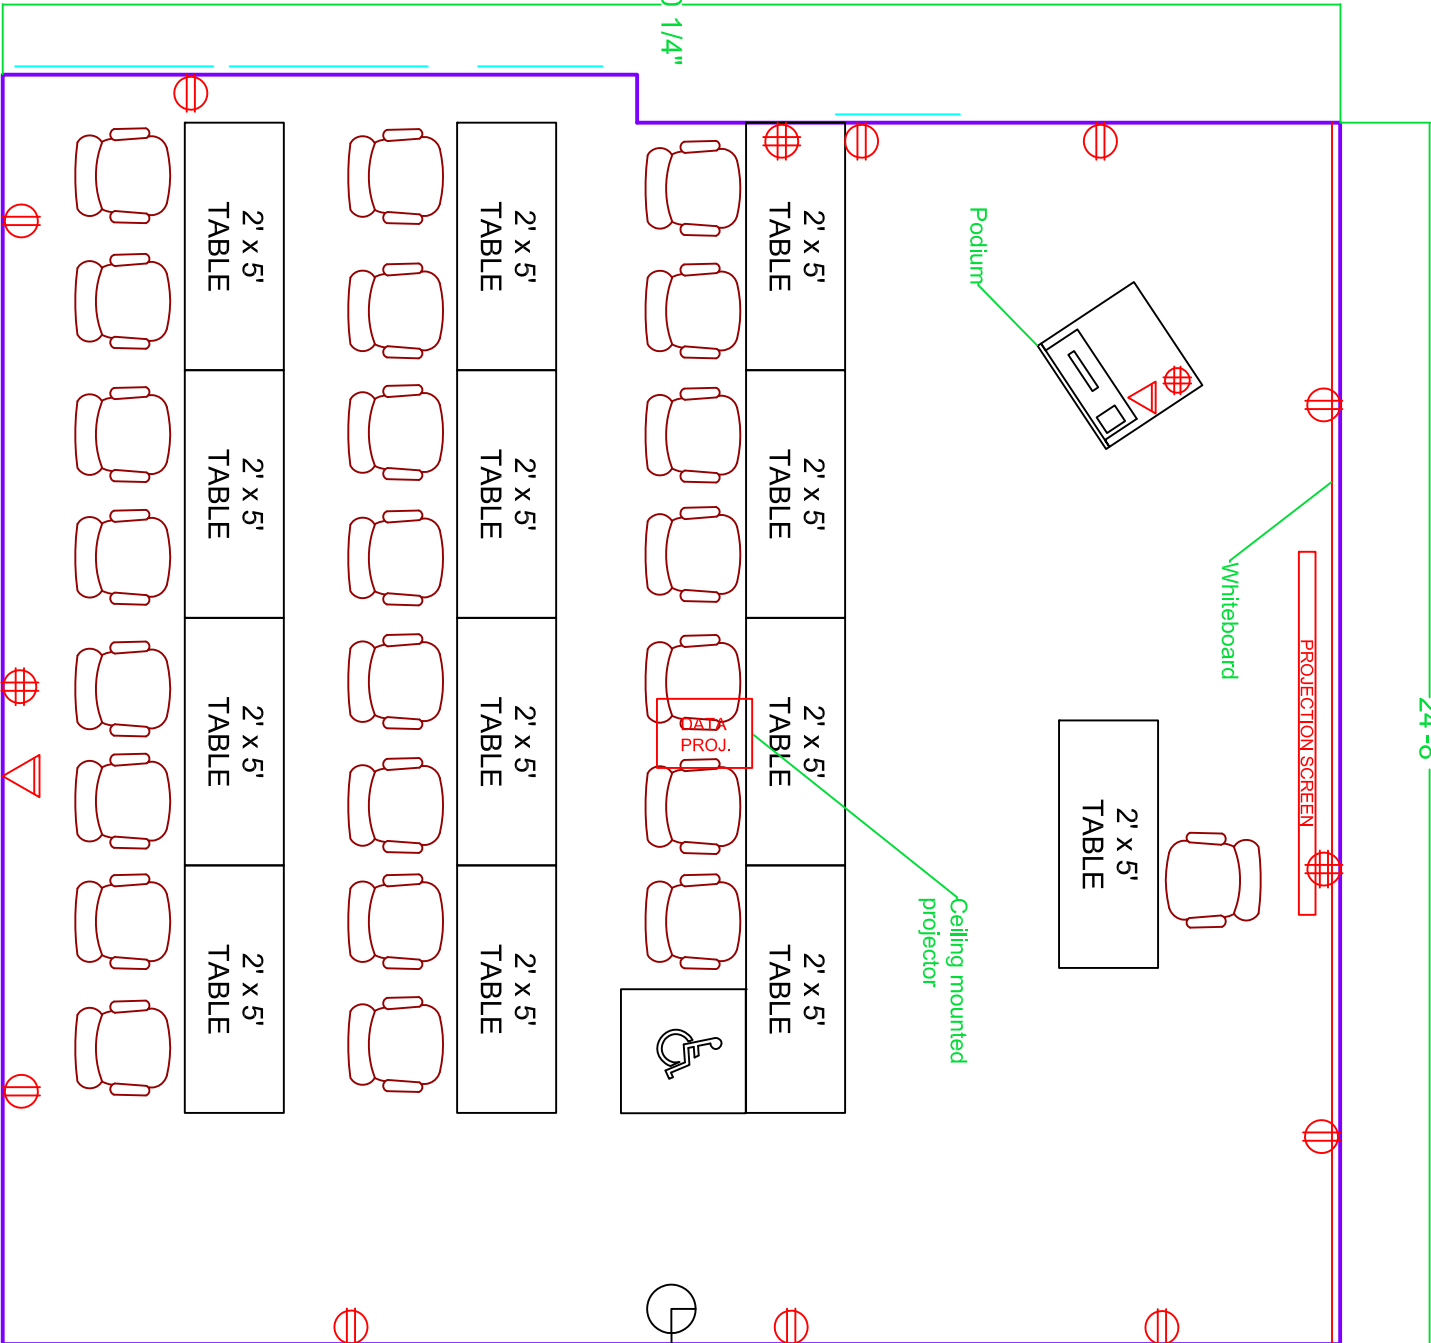 1/4"
2' x 5'
TABLE
2' x 5'
TABLE
2' x 5'
TABLE
2' x 5'
TABLE
2' x 5'
TABLE
2' x 5'
TABLE
2' x 5'
TABLE
2' x 5'
TABLE
2' x 5'
TABLE
2' x 5'
TABLE
2' x 5'
TABLE
2' x 5'
TABLE
Podium
Whiteboard
PROJECTION SCREEN
DATA
PROJ.
2' x 5'
TABLE
Ceiling mounted
projector